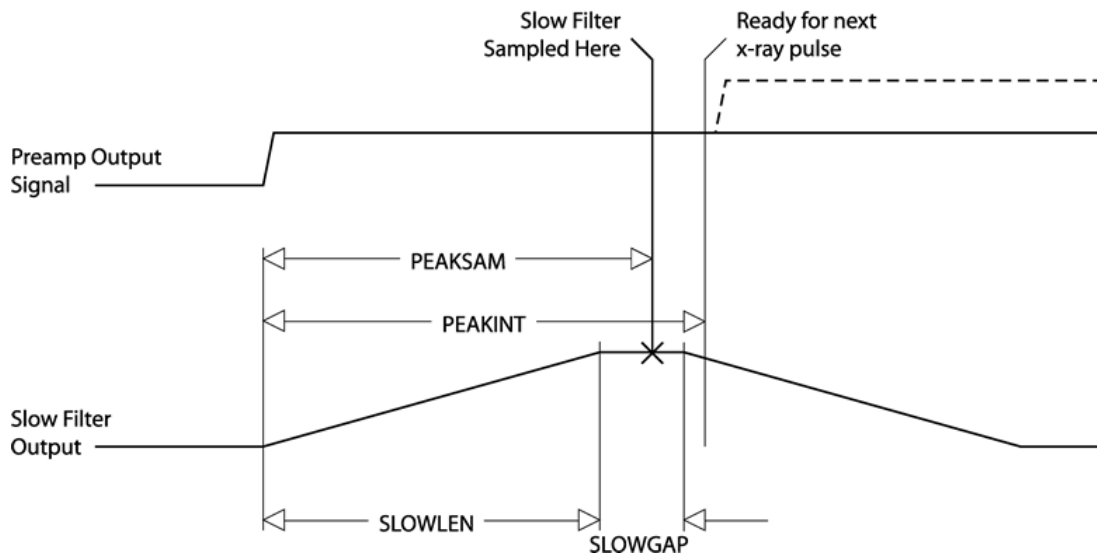 Slow Filter
Sampled Here
Ready for next
x-ray pulse
Preamp Output
Signal
PEAKSAM
PEAKINT
Slow Filter
Output
SLOWLEN
SLOWGAP